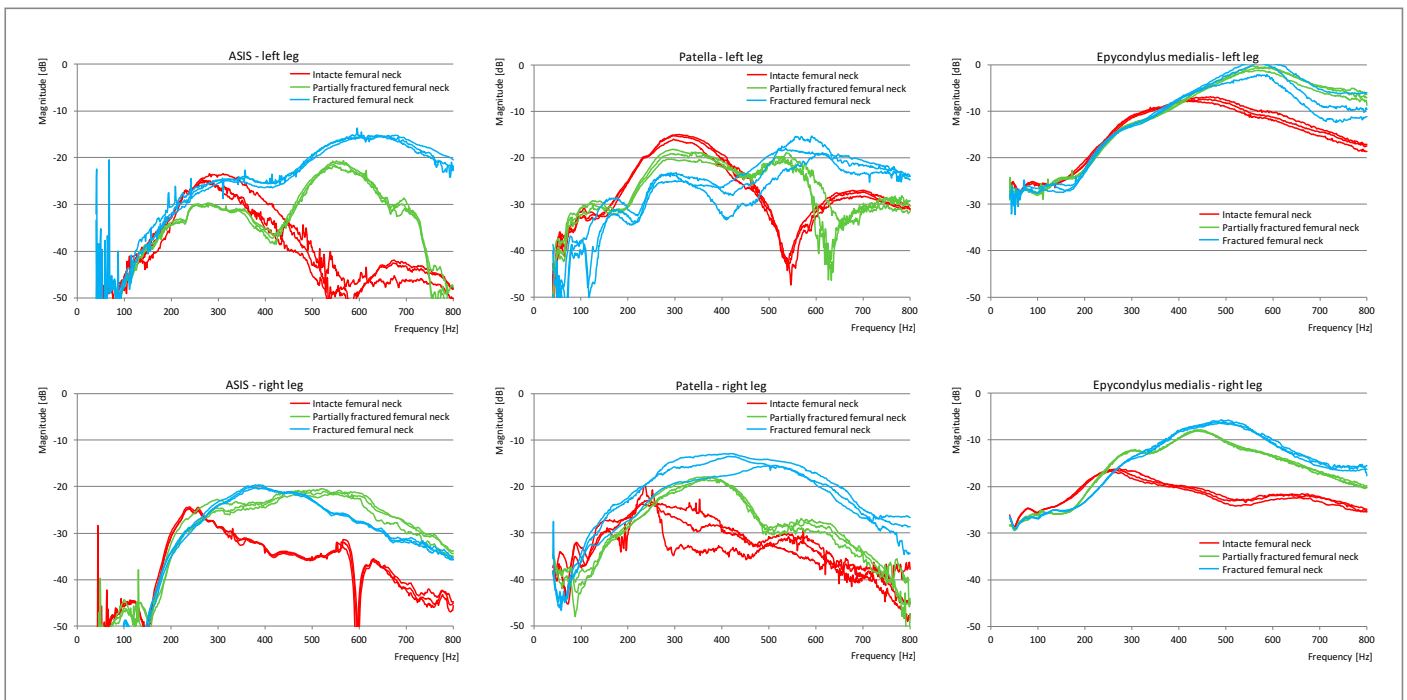 ASIS - left leg
Magnitude [dB]
0
-10
-20
-30
-40
-50
Intacte femural neck
Partially fractured femural neck
Fractured femural neck
0 100 200 300 400 500 600 700 800
Frequency [Hz]
Patella - left leg
Magnitude [dB]
0
-10
-20
-30
-40
-50
Intacte femural neck
Partially fractured femural neck
Fractured femural neck
0 100 200 300 400 500 600 700 800
Frequency [Hz]
Epycondylus medialis - left leg
Magnitude [dB]
0
-10
-20
-30
-40
-50
Intacte femural neck
Partially fractured femural neck
Fractured femural neck
0 100 200 300 400 500 600 700 800
Frequency [Hz]
ASIS - right leg
Magnitude [dB]
0
-10
-20
-30
-40
-50
Intacte femural neck
Partially fractured femural neck
Fractured femural neck
0 100 200 300 400 500 600 700 800
Frequency [Hz]
Patella - right leg
Magnitude [dB]
0
-10
-20
-30
-40
-50
Intacte femural neck
Partially fractured femural neck
Fractured femural neck
0 100 200 300 400 500 600 700 800
Frequency [Hz]
Epycondylus medialis - right leg
Magnitude [dB]
0
-10
-20
-30
-40
-50
Intacte femural neck
Partially fractured femural neck
Fractured femural neck
0 100 200 300 400 500 600 700 800
Frequency [Hz]